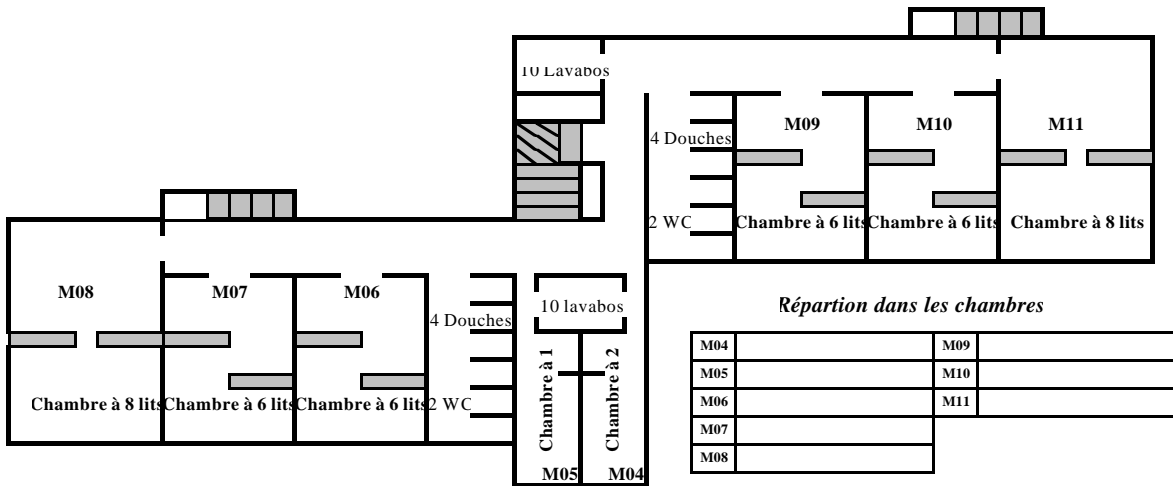 10 Lavabos
M09
M10
M11
4 Douches
2 WC
Chambre à 6 lits
Chambre à 6 lits
Chambre à 8 lits
M08
M07
M06
4 Douches
10 lavabos
Chambre à 8 lits
Chambre à 6 lits
Chambre à 6 lits
2 WC
Chambre à 1
Chambre à 2
M05
M04
Répartion dans les chambres
M04
M09
M05
M10
M06
M11
M07
M08